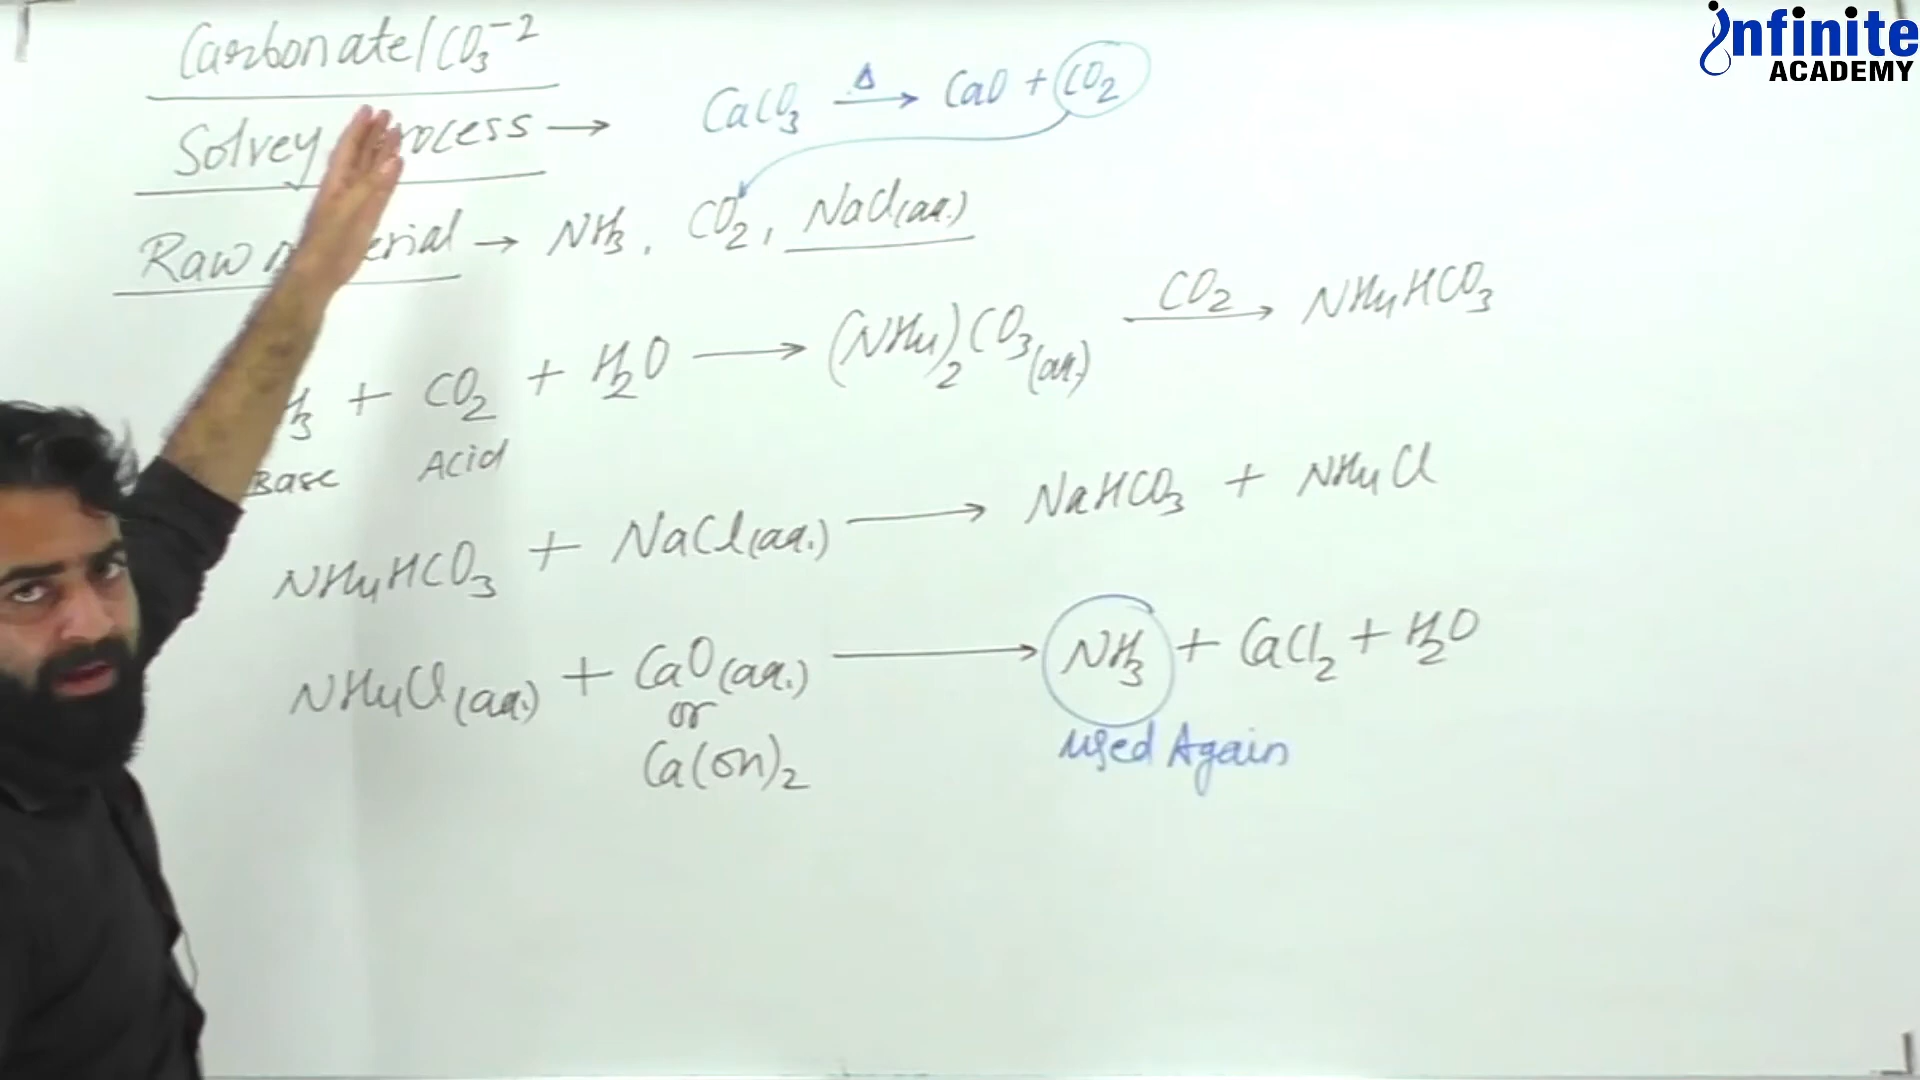 Infinite
ACADEMY
Carbonate/CO₃⁻²
CaCO₃ —Δ→ CaO + CO₂
Solvey Process →
Raw material → NH₃, CO₂, NaCl(aq.)
H₃ + CO₂ + H₂O → (NH₄)₂CO₃(aq.) —CO₂→ NH₄HCO₃
Base Acid
NH₄HCO₃ + NaCl(aq.) → NaHCO₃ + NH₄Cl
NH₄Cl(aq.) + CaO(aq.) → NH₃ + CaCl₂ + H₂O
or
Ca(OH)₂
used Again